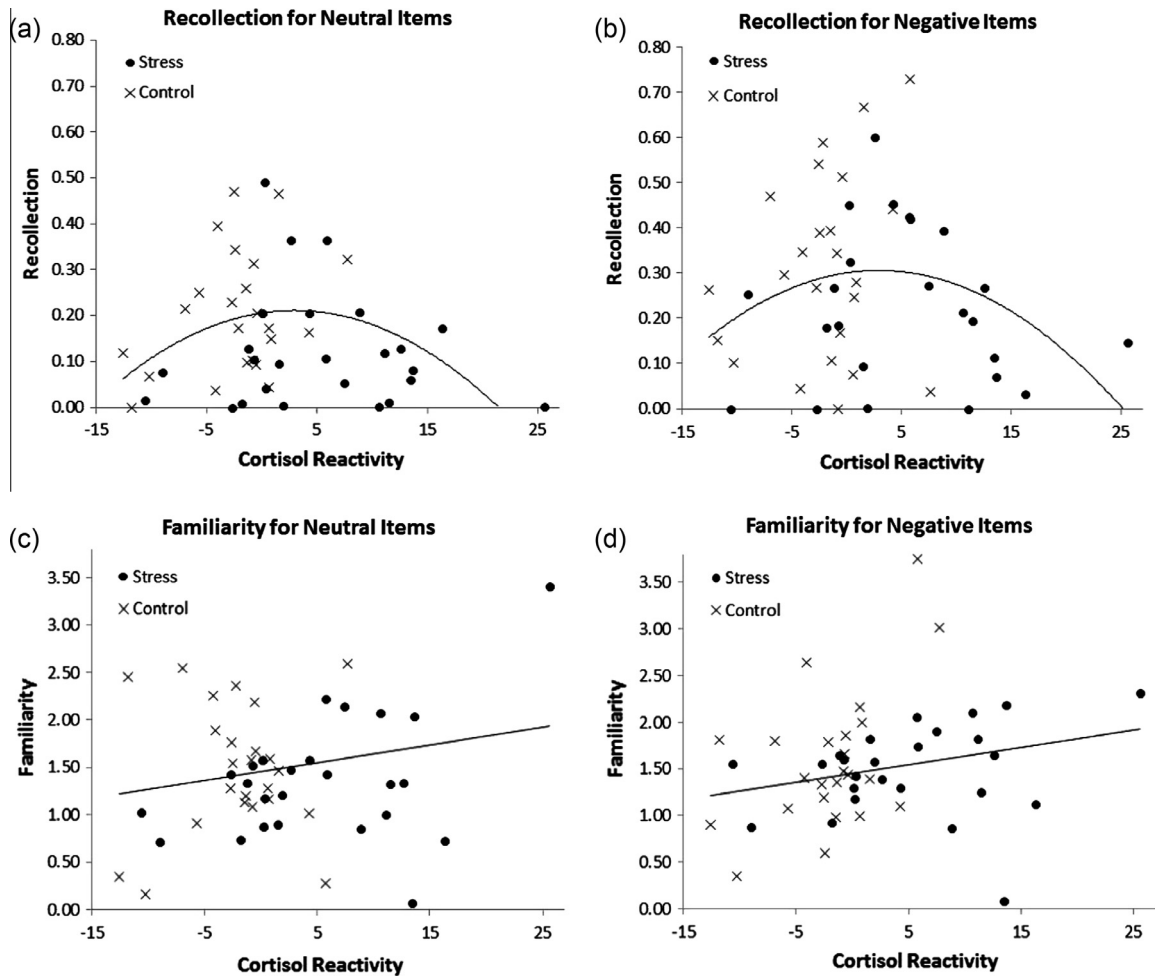 (a)
Recollection for Neutral Items
0.80
0.70
0.60
0.50
0.40
0.30
0.20
0.10
0.00
Recollection
Stress
Control
-15
-5
5
15
25
Cortisol Reactivity
(b)
Recollection for Negative Items
0.80
0.70
0.60
0.50
0.40
0.30
0.20
0.10
0.00
Recollection
Stress
Control
-15
-5
5
15
25
Cortisol Reactivity
(c)
Familiarity for Neutral Items
3.50
3.00
2.50
2.00
1.50
1.00
0.50
0.00
Familiarity
Stress
Control
-15
-5
5
15
25
Cortisol Reactivity
(d)
Familiarity for Negative Items
3.50
3.00
2.50
2.00
1.50
1.00
0.50
0.00
Familiarity
Stress
Control
-15
-5
5
15
25
Cortisol Reactivity